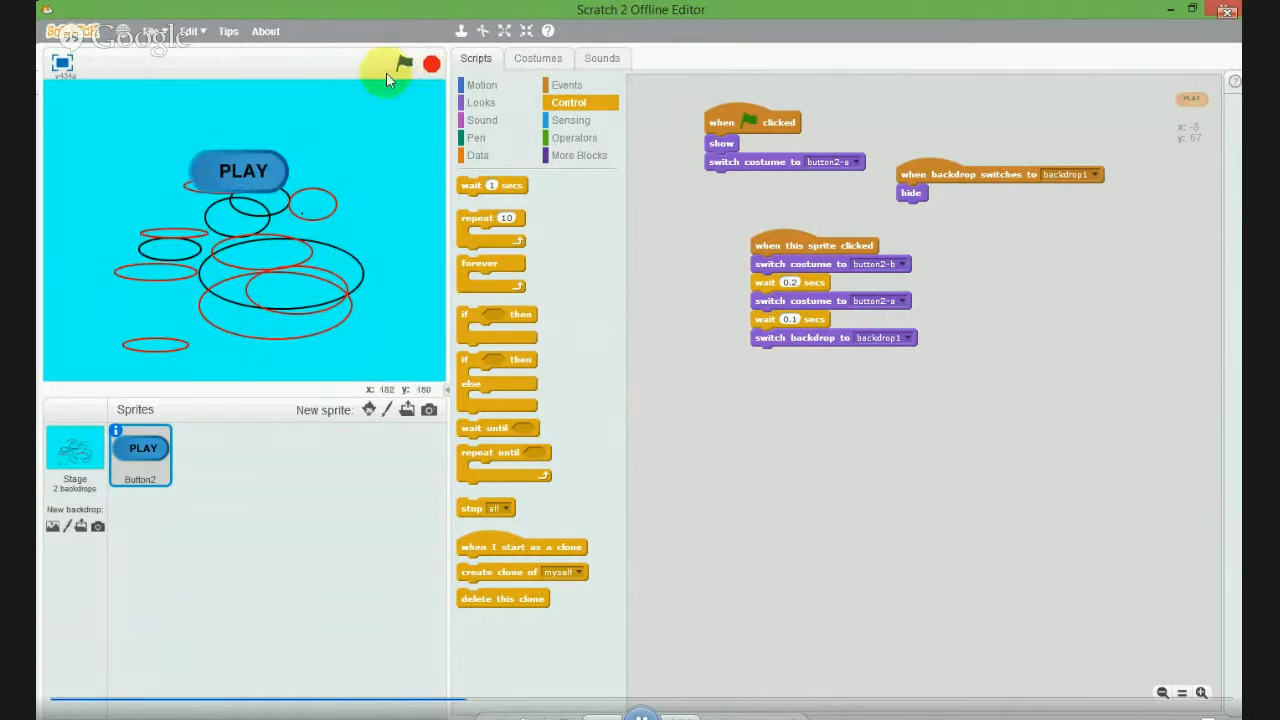 Scratch 2 Offline Editor
SCRATCH File Edit Tips About
Google
v434a
Scripts Costumes Sounds
Motion Events
Looks Control
Sound Sensing
Pen Operators
Data More Blocks
PLAY
wait 1 secs
repeat 10
forever
if then
if then
else
wait until
repeat until
stop all
when I start as a clone
create clone of myself
delete this clone
when clicked
show
switch costume to button2-a
when backdrop switches to backdrop1
hide
when this sprite clicked
switch costume to button2-b
wait 0.2 secs
switch costume to button2-a
wait 0.1 secs
switch backdrop to backdrop1
PLAY
x: -8
y: 67
x: 182 y: 180
Sprites New sprite:
Stage
2 backdrops
New backdrop:
PLAY
Button2